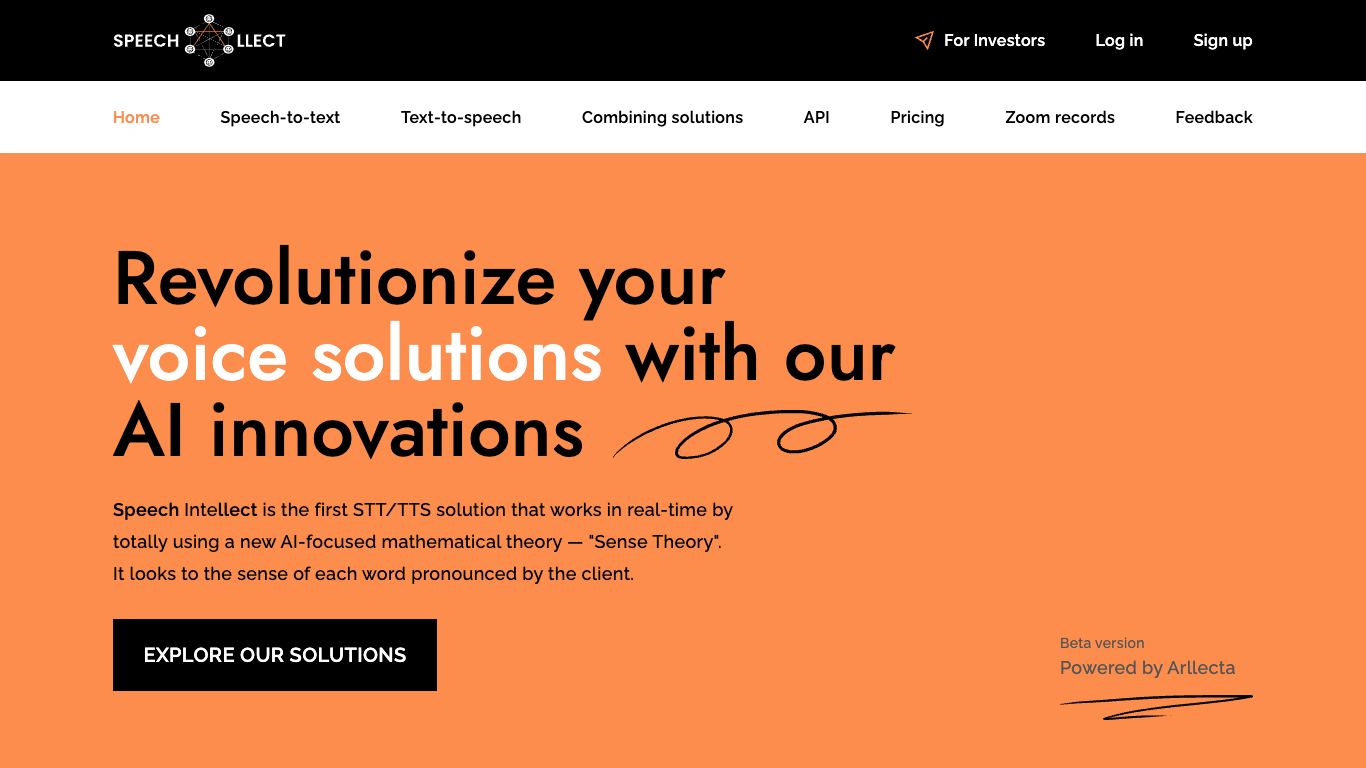 SPEECH LLECT
For Investors
Log in
Sign up
Home
Speech-to-text
Text-to-speech
Combining solutions
API
Pricing
Zoom records
Feedback
Revolutionize your
voice solutions with our
AI innovations
Speech Intellect is the first STT/TTS solution that works in real-time by
totally using a new AI-focused mathematical theory — "Sense Theory".
It looks to the sense of each word pronounced by the client.
EXPLORE OUR SOLUTIONS
Beta version
Powered by Arllecta